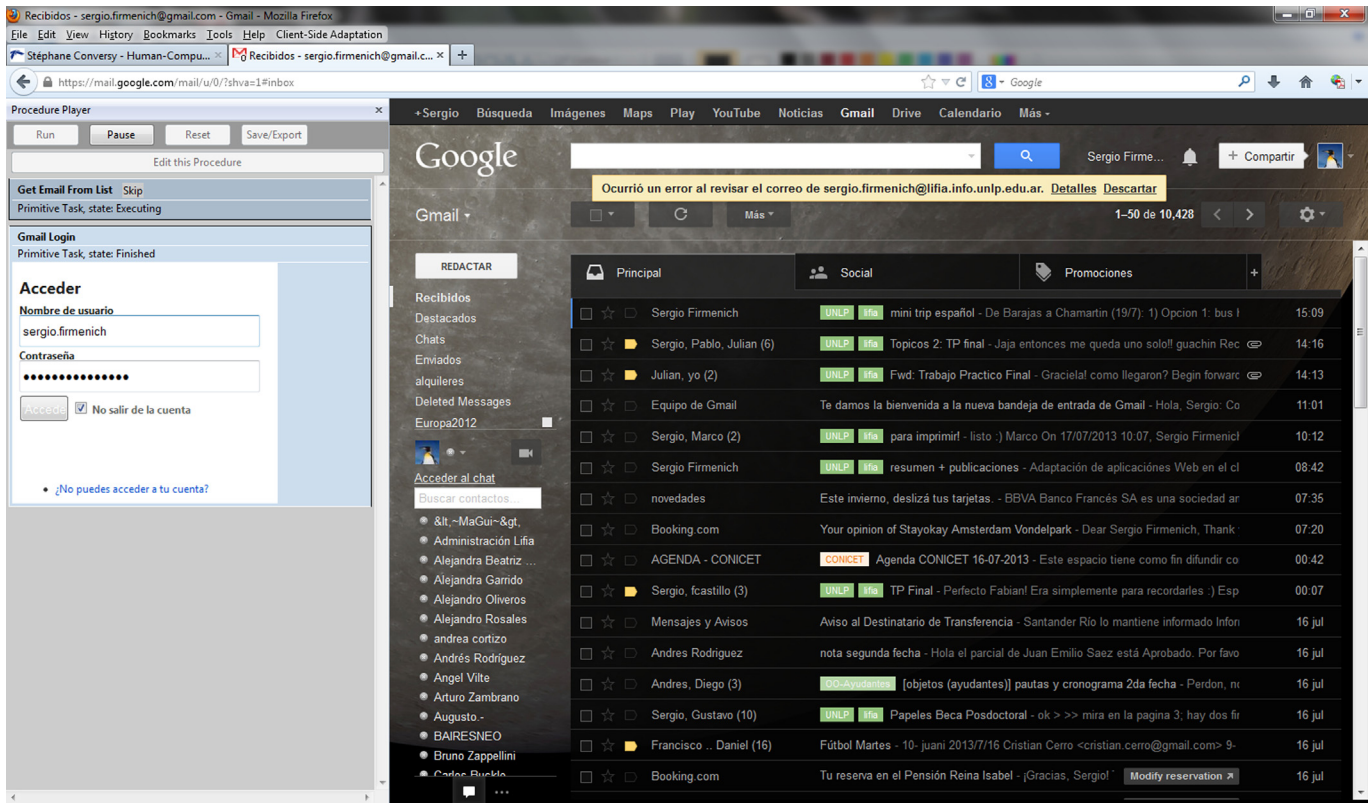 Recibidos - sergio.firmenich@gmail.com - Gmail - Mozilla Firefox
File Edit View History Bookmarks Tools Help Client-Side Adaptation
Stéphane Conversy - Human-Compu... × Recibidos - sergio.firmenich@gmail.c... × +
https://mail.google.com/mail/u/0/?shva=1#inbox Google
Procedure Player x
Run Pause Reset Save/Export
Edit this Procedure
Get Email From List Skip
Primitive Task, state: Executing
Gmail Login
Primitive Task, state: Finished
Acceder
Nombre de usuario
sergio.firmenich
Contraseña
•••••••••••••••
Accede No salir de la cuenta
¿No puedes acceder a tu cuenta?
+Sergio Búsqueda Imágenes Maps Play YouTube Noticias Gmail Drive Calendario Más
Google Sergio Firme... + Compartir
Ocurrió un error al revisar el correo de sergio.firmenich@lifia.info.unlp.edu.ar. Detalles Descartar
Gmail Más 1–50 de 10,428
REDACTAR
Recibidos
Destacados
Chats
Enviados
alquileres
Deleted Messages
Europa2012
Acceder al chat
Buscar contactos...
&lt,~MaGui~&gt,
Administración Lifia
Alejandra Beatriz ...
Alejandra Garrido
Alejandro Oliveros
Alejandro Rosales
andrea cortizo
Andrés Rodríguez
Angel Vilte
Arturo Zambrano
Augusto.-
BAIRESNEO
Bruno Zappellini
Carlos Buckle
Principal Social Promociones +
Sergio Firmenich UNLP lifia mini trip español - De Barajas a Chamartin (19/7): 1) Opcion 1: bus 15:09
Sergio, Pablo, Julian (6) UNLP lifia Topicos 2: TP final - Jaja entonces me queda uno solo!! guachin Rec 14:16
Julian, yo (2) UNLP lifia Fwd: Trabajo Practico Final - Graciela! como llegaron? Begin forwarc 14:13
Equipo de Gmail Te damos la bienvenida a la nueva bandeja de entrada de Gmail - Hola, Sergio: Co 11:01
Sergio, Marco (2) UNLP lifia para imprimir! - listo :) Marco On 17/07/2013 10:07, Sergio Firmenich 10:12
Sergio Firmenich UNLP lifia resumen + publicaciones - Adaptación de aplicaciónes Web en el cl 08:42
novedades Este invierno, deslizá tus tarjetas. - BBVA Banco Francés SA es una sociedad an 07:35
Booking.com Your opinion of Stayokay Amsterdam Vondelpark - Dear Sergio Firmenich, Thank 07:20
AGENDA - CONICET CONICET Agenda CONICET 16-07-2013 - Este espacio tiene como fin difundir co 00:42
Sergio, fcastillo (3) UNLP lifia TP Final - Perfecto Fabian! Era simplemente para recordarles :) Esp 00:07
Mensajes y Avisos Aviso al Destinatario de Transferencia - Santander Río lo mantiene informado Infon 16 jul
Andres Rodriguez nota segunda fecha - Hola el parcial de Juan Emilio Saez está Aprobado. Por favo 16 jul
Andres, Diego (3) OO-Ayudantes [objetos (ayudantes)] pautas y cronograma 2da fecha - Perdon, no 16 jul
Sergio, Gustavo (10) UNLP lifia Papeles Beca Posdoctoral - ok > >> mira en la pagina 3; hay dos fir 16 jul
Francisco .. Daniel (16) Fútbol Martes - 10- juani 2013/7/16 Cristian Cerro <cristian.cerro@gmail.com> 9- 16 jul
Booking.com Tu reserva en el Pensión Reina Isabel - ¡Gracias, Sergio! Modify reservation 16 jul